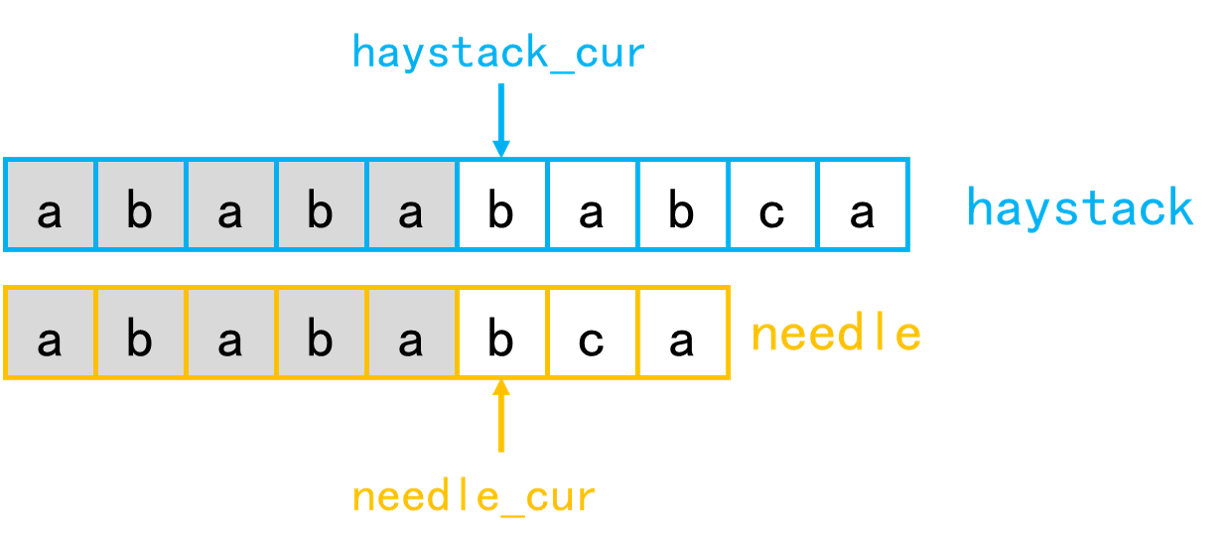 haystack_cur
a b a b a b a b c a haystack
a b a b a b c a needle
needle_cur